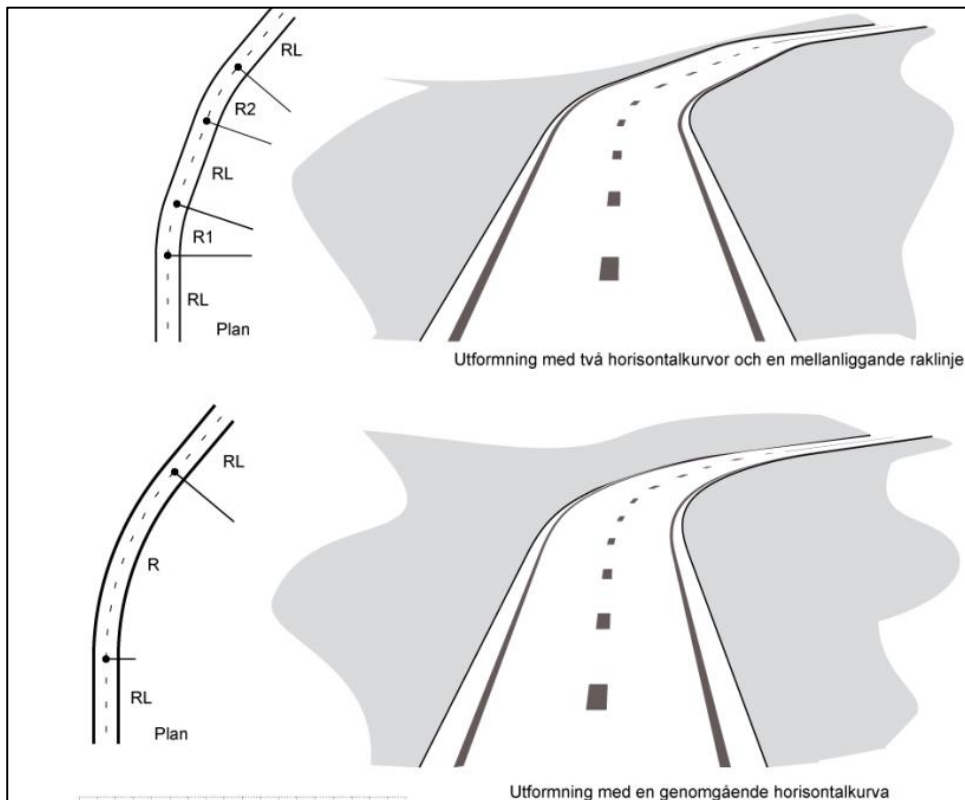 RL
R2
RL
R1
RL
Plan
Utformning med två horisontalkurvor och en mellanliggande raklinje
RL
R
RL
Plan
Utformning med en genomgående horisontalkurva